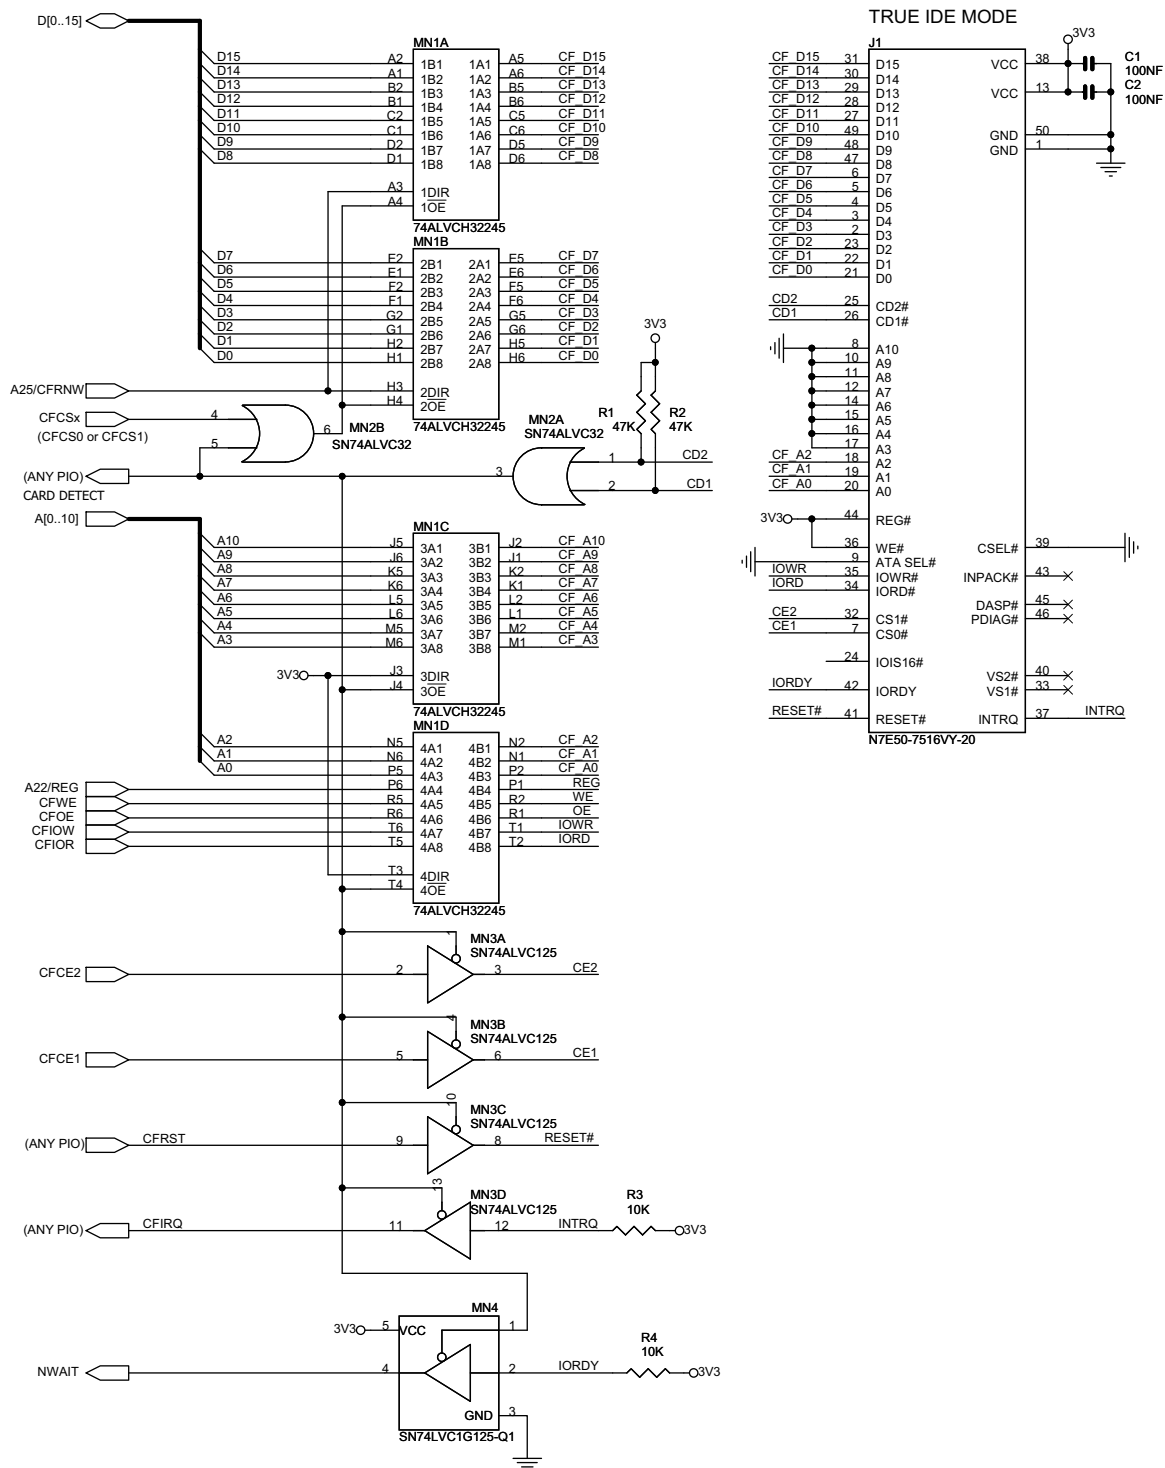 TRUE IDE MODE
D[0..15]
MN1A
D15 A2 1B1 1A1 A5 CF_D15
D14 A1 1B2 1A2 A6 CF_D14
D13 B2 1B3 1A3 B5 CF_D13
D12 B1 1B4 1A4 B6 CF_D12
D11 C2 1B5 1A5 C5 CF_D11
D10 C1 1B6 1A6 C6 CF_D10
D9 D2 1B7 1A7 D5 CF_D9
D8 D1 1B8 1A8 D6 CF_D8
A3 1DIR
A4 1OE
74ALVCH32245
MN1B
D7 E2 2B1 2A1 E5 CF_D7
D6 E1 2B2 2A2 E6 CF_D6
D5 F2 2B3 2A3 F5 CF_D5
D4 F1 2B4 2A4 F6 CF_D4
D3 G2 2B5 2A5 G5 CF_D3
D2 G1 2B6 2A6 G6 CF_D2
D1 H2 2B7 2A7 H5 CF_D1
D0 H1 2B8 2A8 H6 CF_D0
A25/CFRNW H3 2DIR
H4 2OE
74ALVCH32245
CFCSx 4
(CFCS0 or CFCS1)
5 6
MN2B
SN74ALVC32
3V3
R1
47K
R2
47K
MN2A
SN74ALVC32
1 CD2
2 CD1
3
(ANY PIO)
CARD DETECT
A[0..10]
MN1C
A10 J5 3A1 3B1 J2 CF_A10
A9 J6 3A2 3B2 J1 CF_A9
A8 K5 3A3 3B3 K2 CF_A8
A7 K6 3A4 3B4 K1 CF_A7
A6 L5 3A5 3B5 L2 CF_A6
A5 L6 3A6 3B6 L1 CF_A5
A4 M5 3A7 3B7 M2 CF_A4
A3 M6 3A8 3B8 M1 CF_A3
3V3 J3 3DIR
J4 3OE
74ALVCH32245
MN1D
A2 N5 4A1 4B1 N2 CF_A2
A1 N6 4A2 4B2 N1 CF_A1
A0 P5 4A3 4B3 P2 CF_A0
A22/REG P6 4A4 4B4 P1 REG
CFWE R5 4A5 4B5 R2 WE
CFOE R6 4A6 4B6 R1 OE
CFIOW T6 4A7 4B7 T1 IOWR
CFIOR T5 4A8 4B8 T2 IORD
T3 4DIR
T4 4OE
74ALVCH32245
1
MN3A
SN74ALVC125
CFCE2 2 3 CE2
4
MN3B
SN74ALVC125
CFCE1 5 6 CE1
10
MN3C
SN74ALVC125
(ANY PIO) CFRST 9 8 RESET#
13
MN3D
SN74ALVC125
R3
10K
(ANY PIO) CFIRQ 11 12 INTRQ 3V3
MN4
3V3 5 VCC 1
R4
10K
NWAIT 4 2 IORDY 3V3
GND 3
SN74LVC1G125-Q1
J1
3V3
CF_D15 31 D15 VCC 38
C1
100NF
CF_D14 30 D14
CF_D13 29 D13 VCC 13
C2
100NF
CF_D12 28 D12
CF_D11 27 D11
CF_D10 49 D10 GND 50
CF_D9 48 D9 GND 1
CF_D8 47 D8
CF_D7 6 D7
CF_D6 5 D6
CF_D5 4 D5
CF_D4 3 D4
CF_D3 2 D3
CF_D2 23 D2
CF_D1 22 D1
CF_D0 21 D0
CD2 25 CD2#
CD1 26 CD1#
8 A10
10 A9
11 A8
12 A7
14 A6
15 A5
16 A4
17 A3
CF_A2 18 A2
CF_A1 19 A1
CF_A0 20 A0
3V3 44 REG#
36 WE# CSEL# 39
9 ATA SEL#
IOWR 35 IOWR# INPACK# 43
IORD 34 IORD#
DASP# 45
CE2 32 CS1# PDIAG# 46
CE1 7 CS0#
24 IOIS16#
VS2# 40
IORDY 42 IORDY VS1# 33
RESET# 41 RESET# INTRQ 37 INTRQ
N7E50-7516VY-20